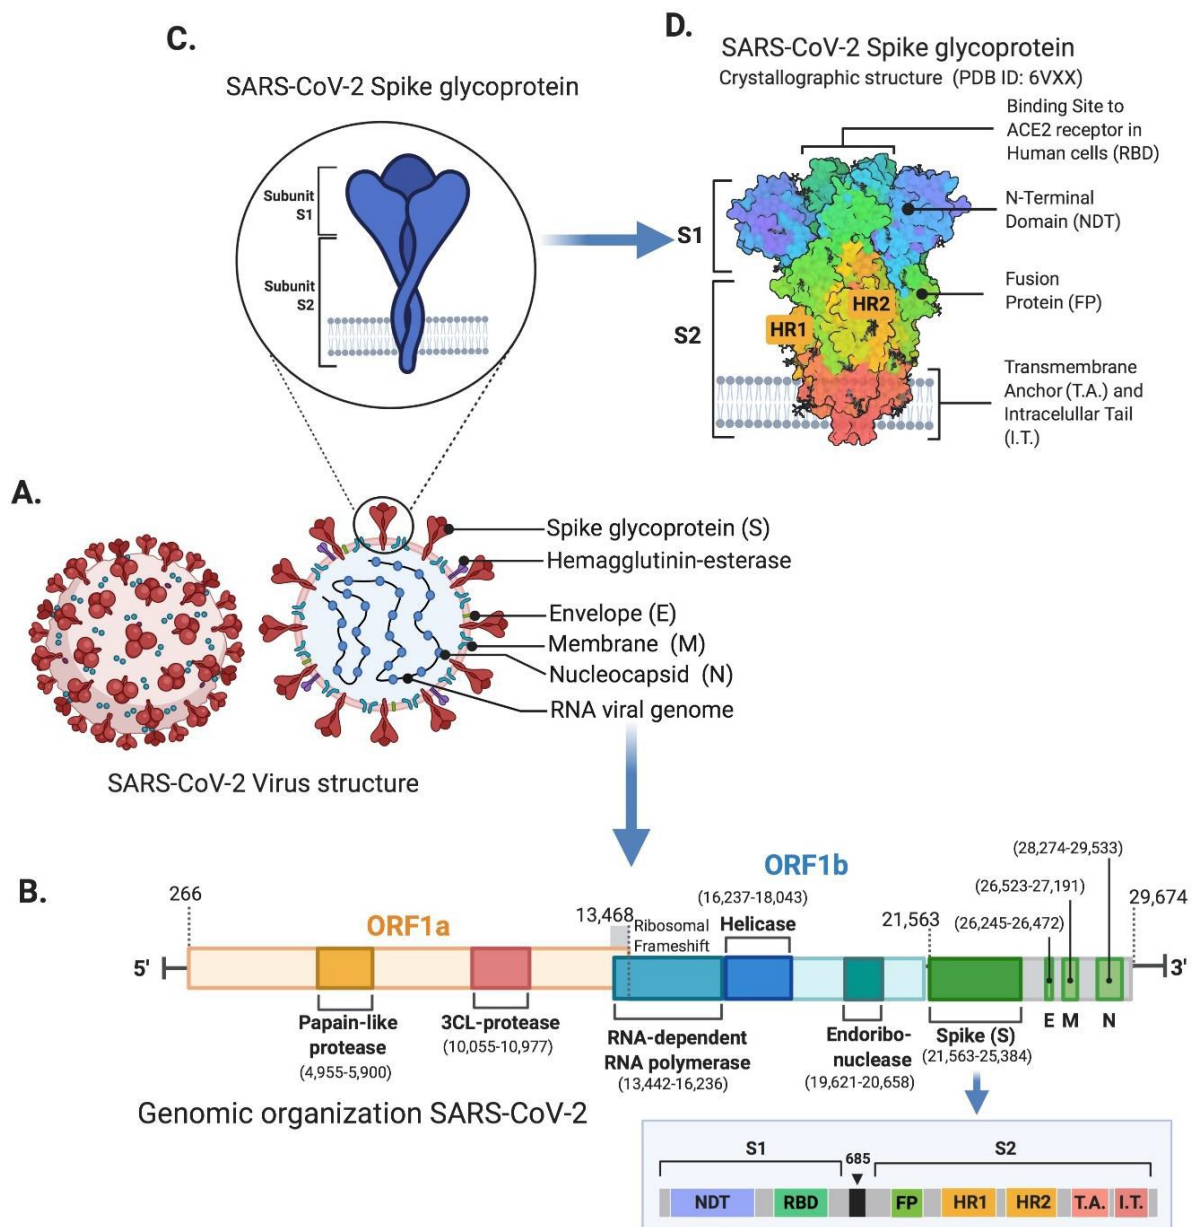 C.
SARS-CoV-2 Spike glycoprotein
Subunit
S1
Subunit
S2
D.
SARS-CoV-2 Spike glycoprotein
Crystallographic structure (PDB ID: 6VXX)
Binding Site to
ACE2 receptor in
Human cells (RBD)
N-Terminal
Domain (NDT)
Fusion
Protein (FP)
Transmembrane
Anchor (T.A.) and
Intracelullar Tail
(I.T.)
S1
S2
HR2
HR1
A.
Spike glycoprotein (S)
Hemagglutinin-esterase
Envelope (E)
Membrane (M)
Nucleocapsid (N)
RNA viral genome
SARS-CoV-2 Virus structure
B.
266
ORF1a
13,468
Ribosomal
Frameshift
ORF1b
(16,237-18,043)
Helicase
21,563
(28,274-29,533)
(26,523-27,191)
(26,245-26,472)
29,674
5'
3'
Papain-like
protease
(4,955-5,900)
3CL-protease
(10,055-10,977)
RNA-dependent
RNA polymerase
(13,442-16,236)
Endoribo-
nuclease
(19,621-20,658)
Spike (S)
(21,563-25,384)
E M N
Genomic organization SARS-CoV-2
S1 685 S2
NDT RBD FP HR1 HR2 T.A. I.T.